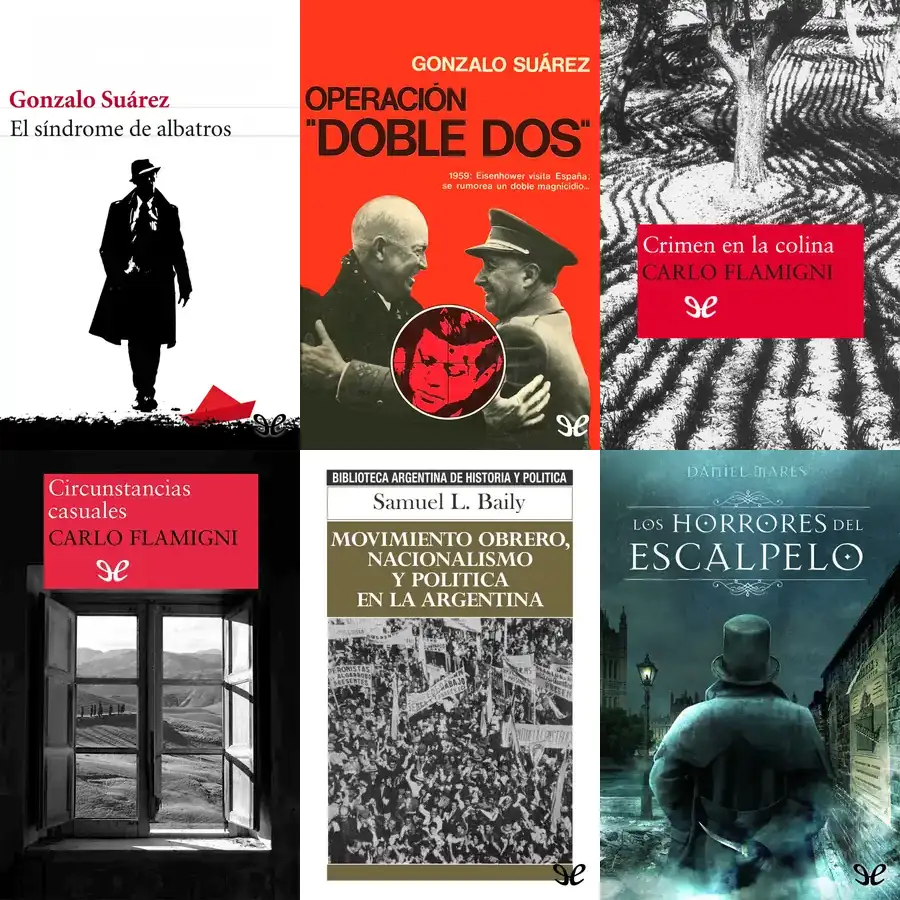 Gonzalo Suárez
El síndrome de albatros
GONZALO SUÁREZ
OPERACIÓN
"DOBLE DOS"
1959: Eisenhower visita España;
se rumorea un doble magnicidio...
Crimen en la colina
CARLO FLAMIGNI
Circunstancias
casuales
CARLO FLAMIGNI
BIBLIOTECA ARGENTINA DE HISTORIA Y POLITICA
Samuel L. Baily
MOVIMIENTO OBRERO,
NACIONALISMO
Y POLITICA
EN LA ARGENTINA
DANIEL MARES
LOS HORRORES DEL
ESCALPELO